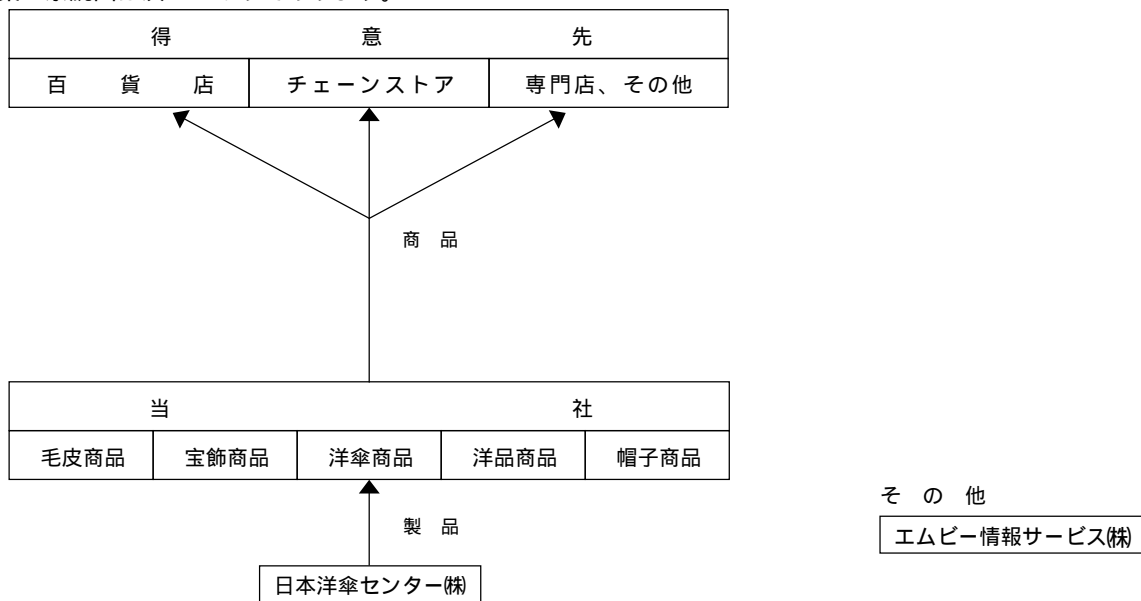 得意先
百貨店 チェーンストア 専門店、その他
商品
当社
毛皮商品 宝飾商品 洋傘商品 洋品商品 帽子商品
その他
製品
エムビー情報サービス㈱
日本洋傘センター㈱